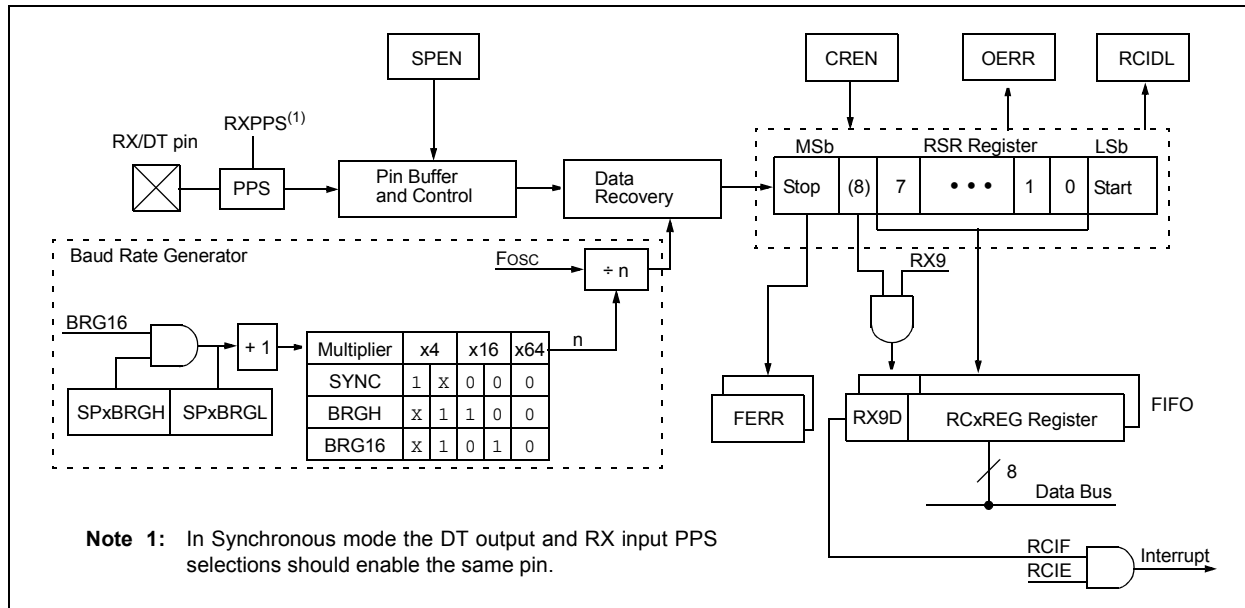 SPEN
CREN
OERR
RCIDL
RXPPS(1)
RX/DT pin
PPS
Pin Buffer
and Control
Data
Recovery
MSb
RSR Register
LSb
Stop
(8)
7
• • •
1
0
Start
RX9
Baud Rate Generator
FOSC
÷ n
BRG16
+ 1
n
SPxBRGH
SPxBRGL
Multiplier x4 x16 x64
SYNC 1 X 0 0 0
BRGH X 1 1 0 0
BRG16 X 1 0 1 0
FERR
RX9D
RCxREG Register
FIFO
8
Data Bus
Note 1: In Synchronous mode the DT output and RX input PPS
selections should enable the same pin.
RCIF
RCIE
Interrupt